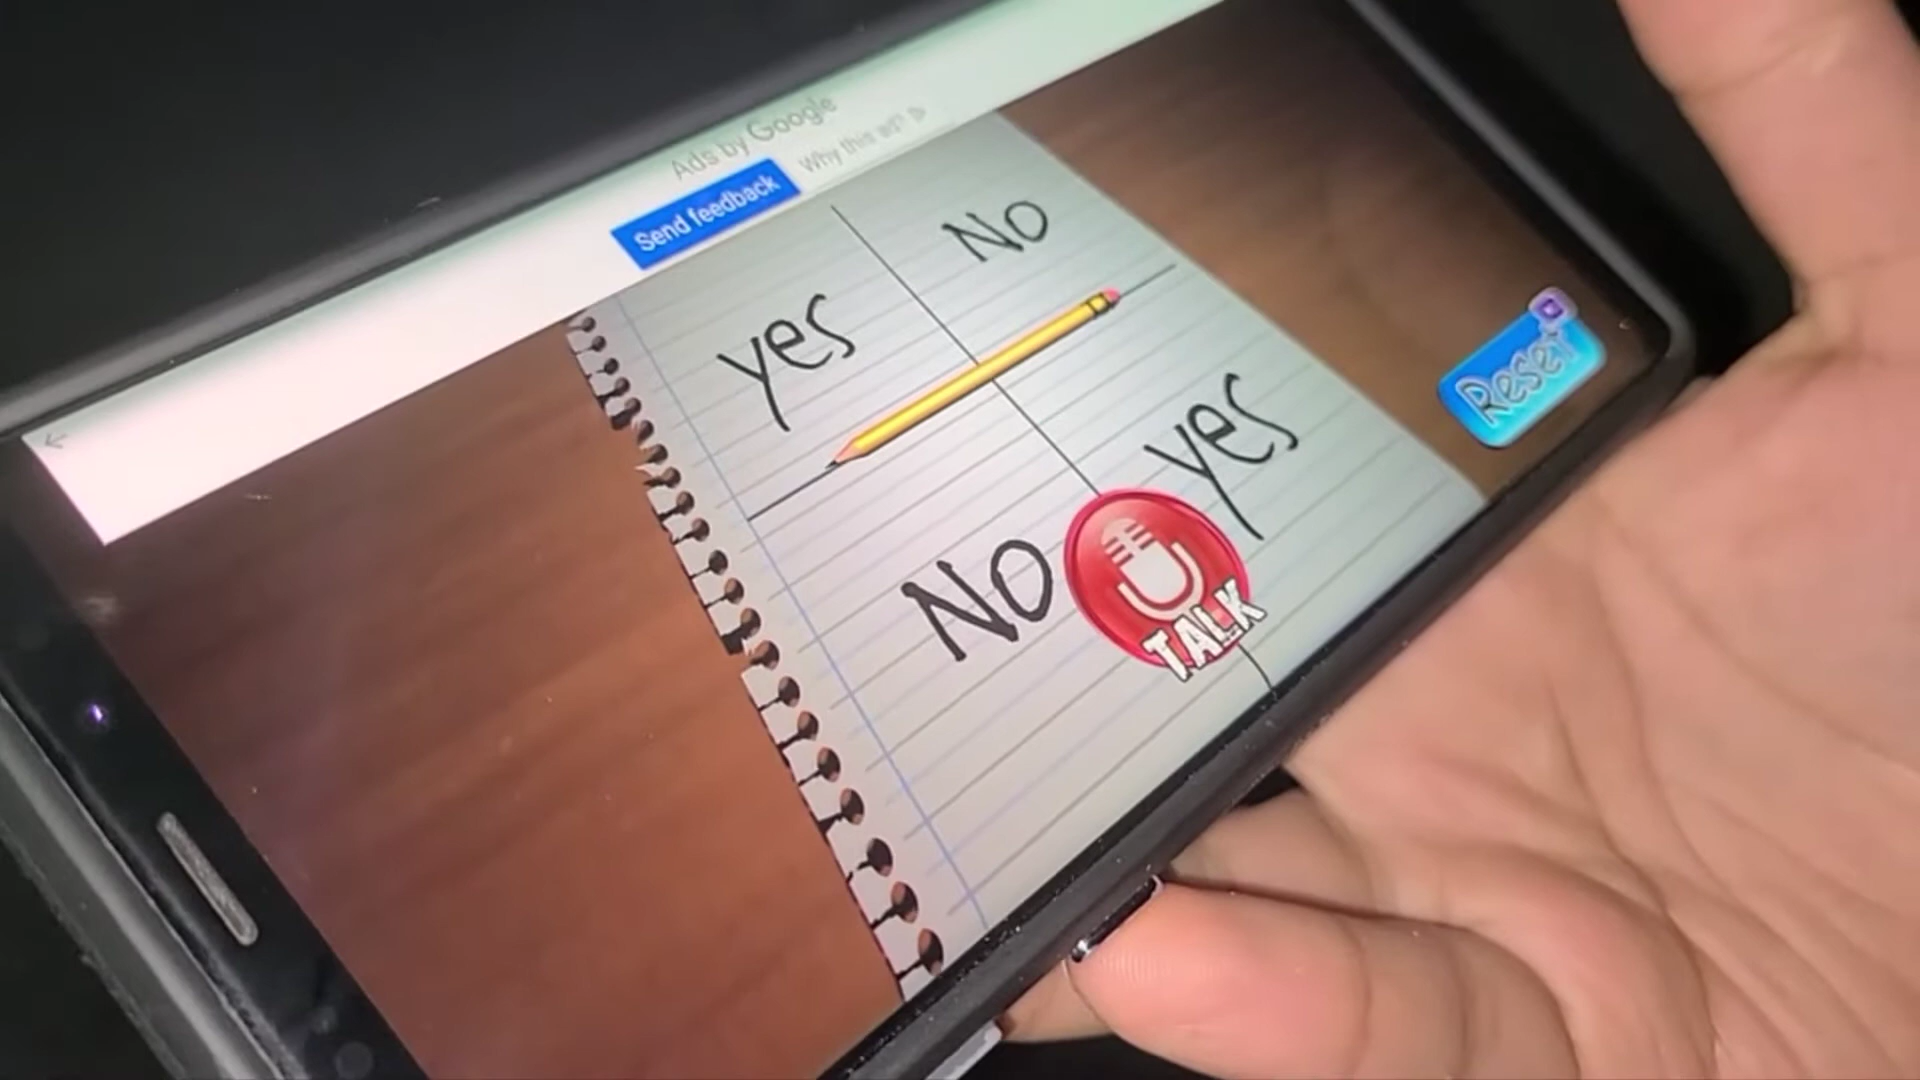 Ads by Google
Send feedback
Why this ad?
yes
No
No
yes
TALK
Reset